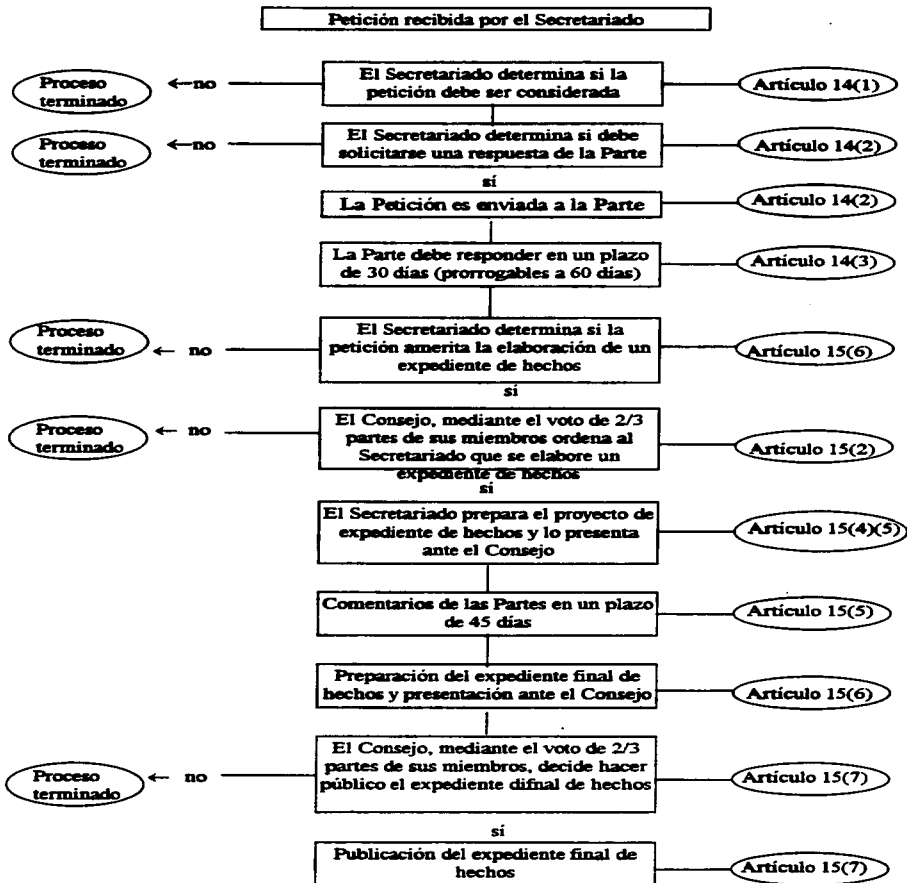 Petición recibida por el Secretariado
Proceso
terminado
← no
El Secretariado determina si la
petición debe ser considerada
Artículo 14(1)
Proceso
terminado
← no
El Secretariado determina si debe
solicitarse una respuesta de la Parte
Artículo 14(2)
sí
La Petición es enviada a la Parte
Artículo 14(2)
La Parte debe responder en un plazo
de 30 días (prorrogables a 60 días)
Artículo 14(3)
Proceso
terminado
← no
El Secretariado determina si la
petición amerita la elaboración de un
expediente de hechos
Artículo 15(6)
sí
Proceso
terminado
← no
El Consejo, mediante el voto de 2/3
partes de sus miembros ordena al
Secretariado que se elabore un
expediente de hechos
Artículo 15(2)
sí
El Secretariado prepara el proyecto de
expediente de hechos y lo presenta
ante el Consejo
Artículo 15(4)(5)
Comentarios de las Partes en un plazo
de 45 días
Artículo 15(5)
Preparación del expediente final de
hechos y presentación ante el Consejo
Artículo 15(6)
Proceso
terminado
← no
El Consejo, mediante el voto de 2/3
partes de sus miembros, decide hacer
público el expediente difnal de hechos
Artículo 15(7)
sí
Publicación del expediente final de
hechos
Artículo 15(7)